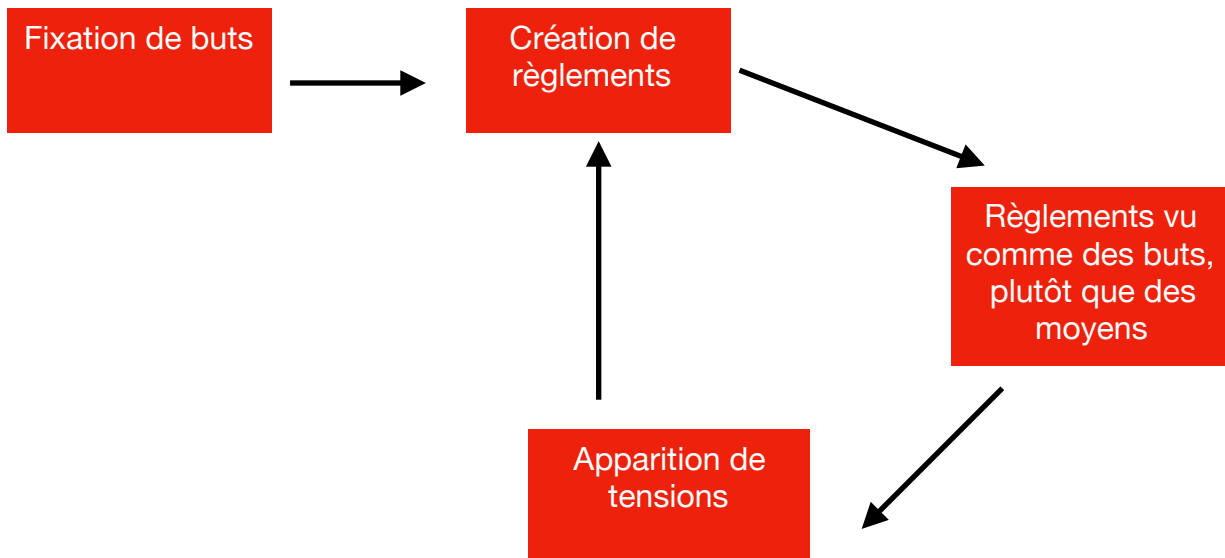 Fixation de buts
Création de
règlements
Règlements vu
comme des buts,
plutôt que des
moyens
Apparition de
tensions